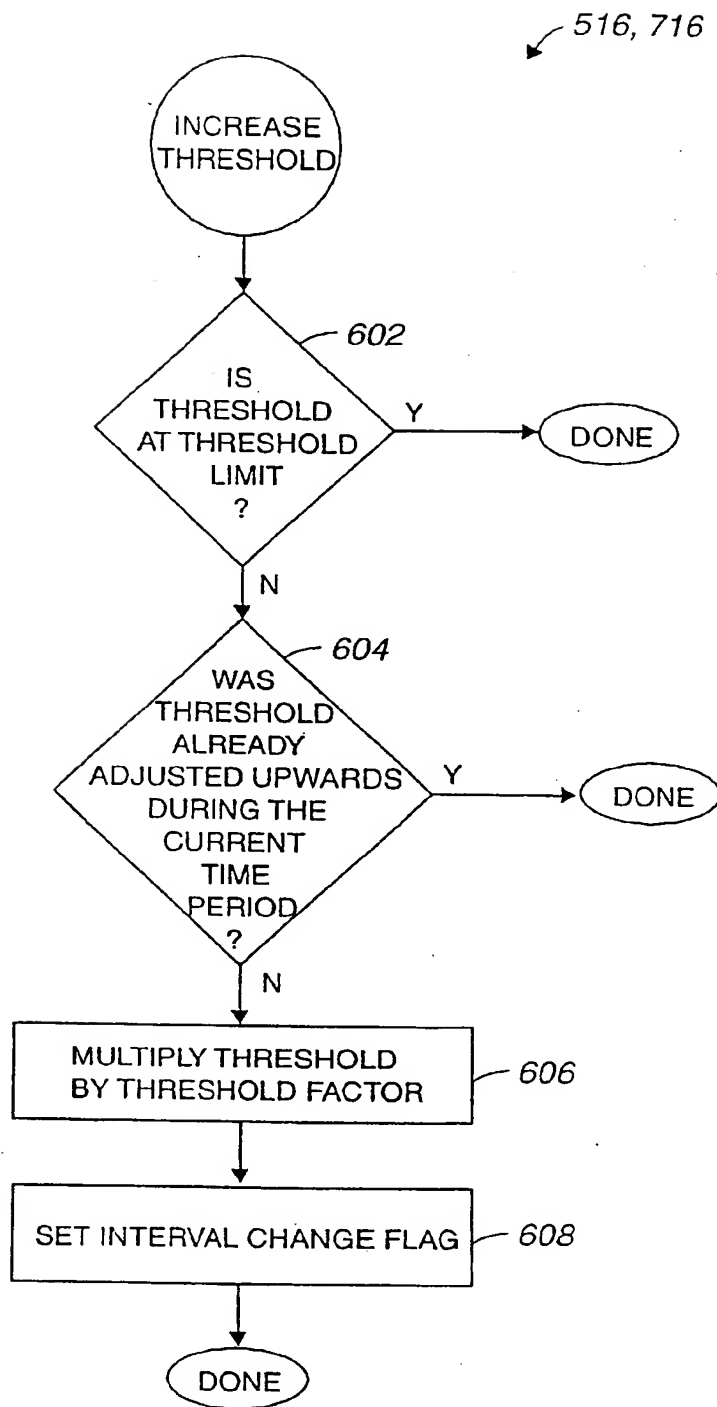 516, 716
INCREASE
THRESHOLD
602
IS
THRESHOLD
AT THRESHOLD
LIMIT
?
Y
DONE
N
604
WAS
THRESHOLD
ALREADY
ADJUSTED UPWARDS
DURING THE
CURRENT
TIME
PERIOD
?
Y
DONE
N
MULTIPLY THRESHOLD
BY THRESHOLD FACTOR
606
SET INTERVAL CHANGE FLAG
608
DONE